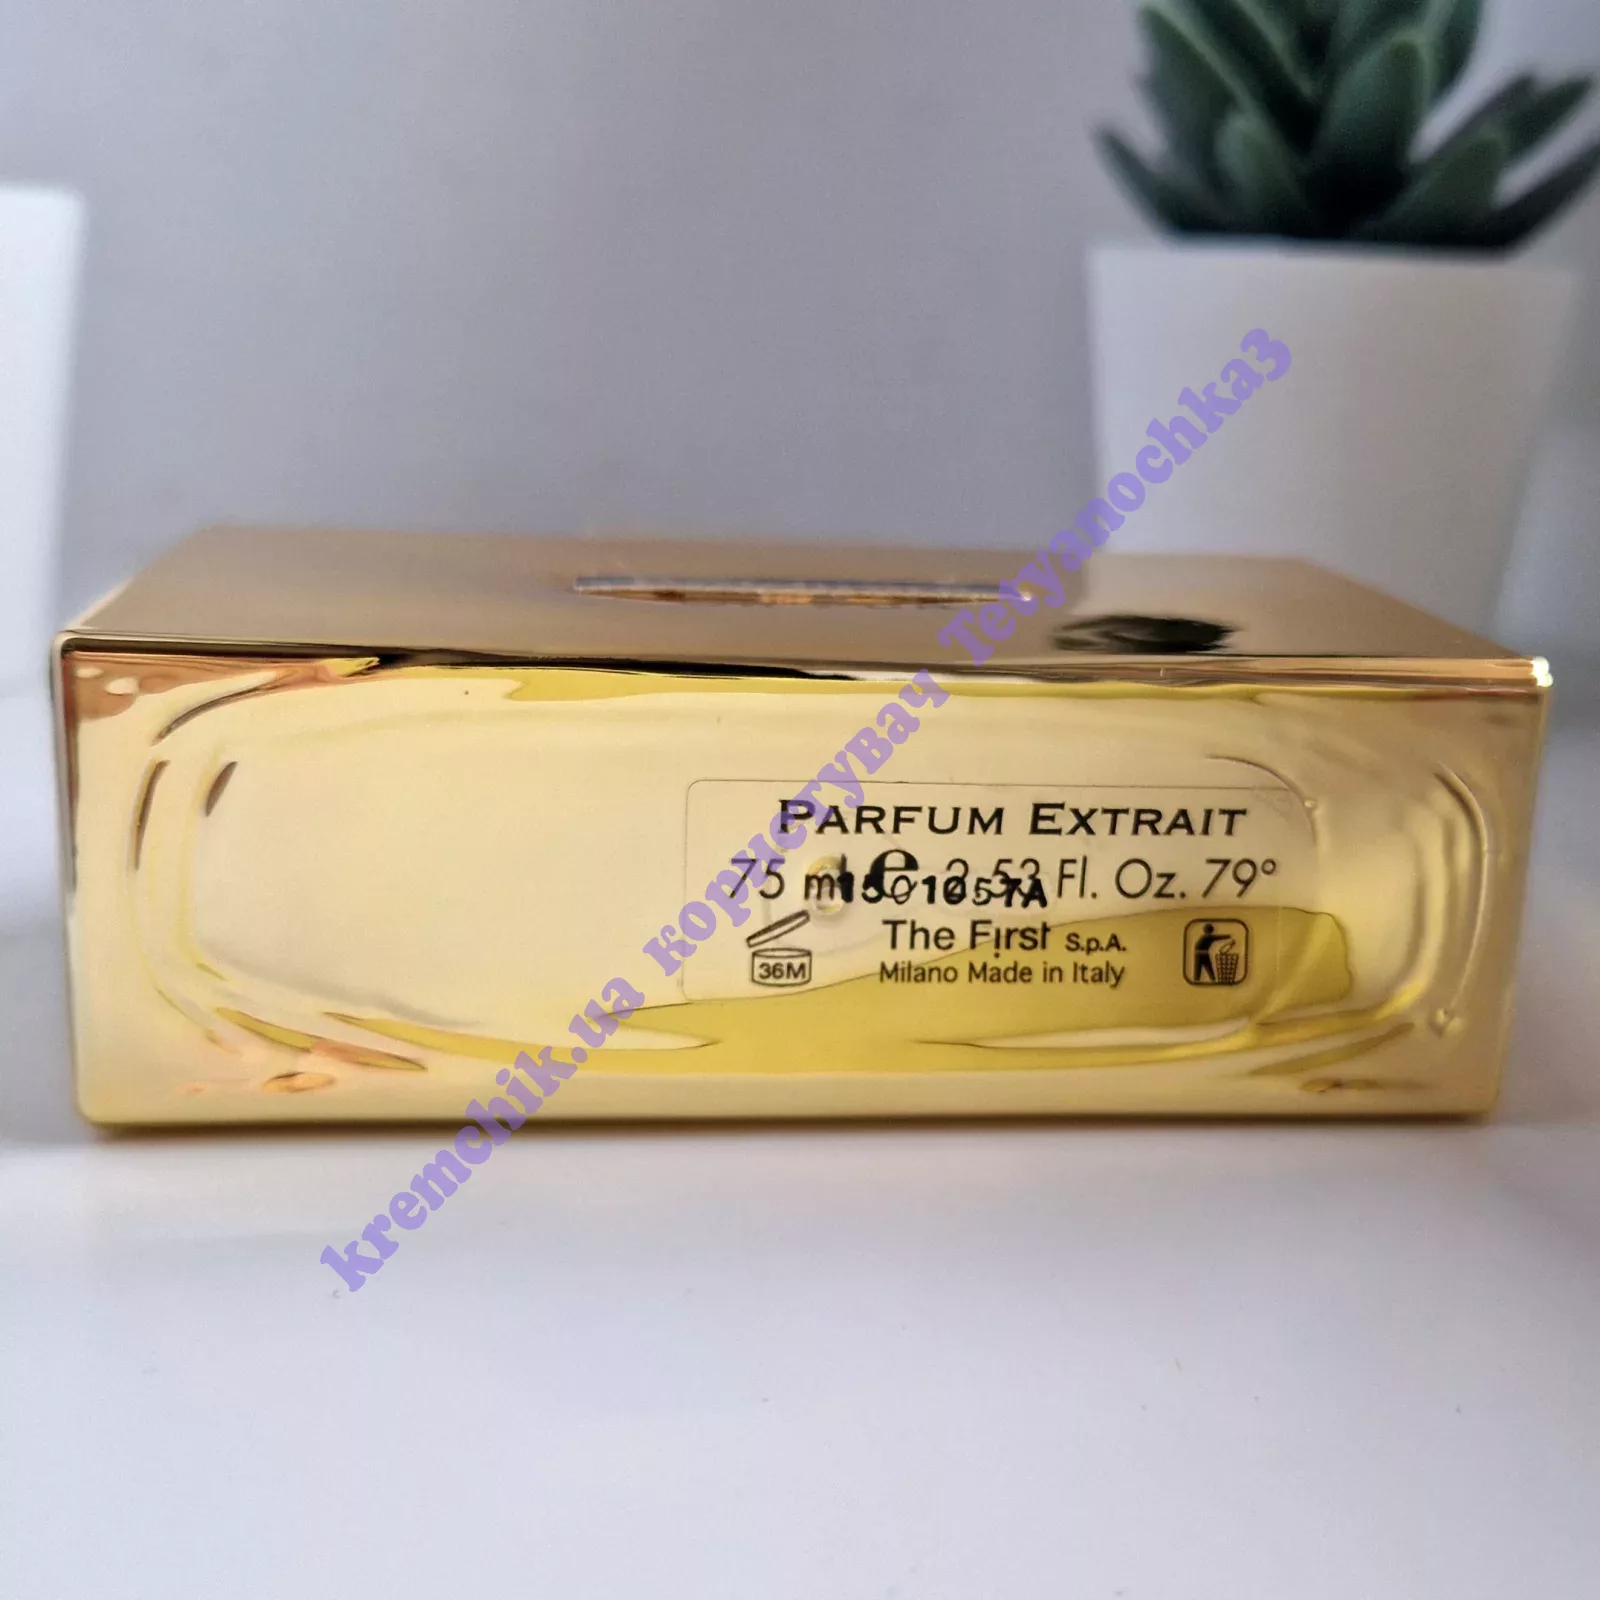 PARFUM EXTRAIT
75 ml e 2.53 Fl. Oz. 79°
1501057A
The First S.p.A.
36M
Milano Made in Italy
kremchik.ua користувач Tetyanochka3